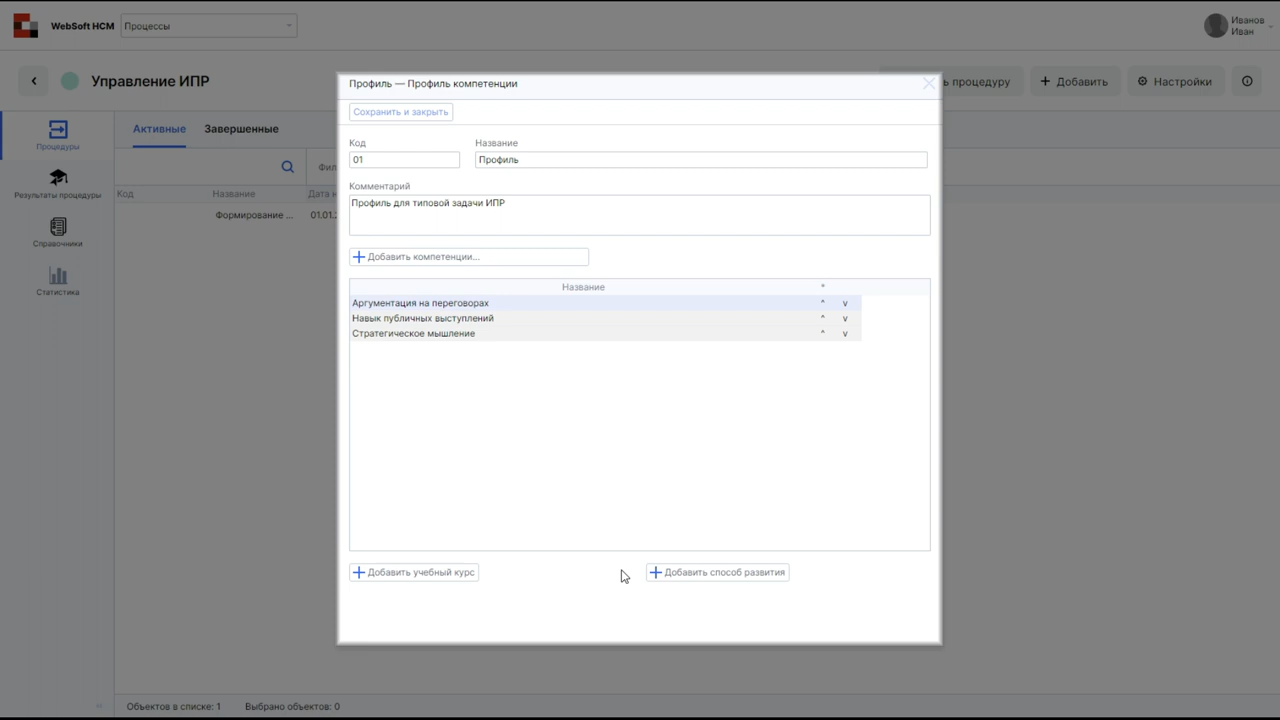 WebSoft HCM
Процессы
Иванов
Иван
Управление ИПР
ь процедуру
Добавить
Настройки
Процедуры
Результаты процедуры
Справочники
Статистика
Активные
Завершенные
Фил
Код
Название
Дата н
Формирование ...
01.01.
Профиль — Профиль компетенции
Сохранить и закрыть
Код
Название
01
Профиль
Комментарий
Профиль для типовой задачи ИПР
Добавить компетенции...
Название
*
Аргументация на переговорах ^ v
Навык публичных выступлений ^ v
Стратегическое мышление ^ v
Добавить учебный курс
Добавить способ развития
Объектов в списке: 1
Выбрано объектов: 0